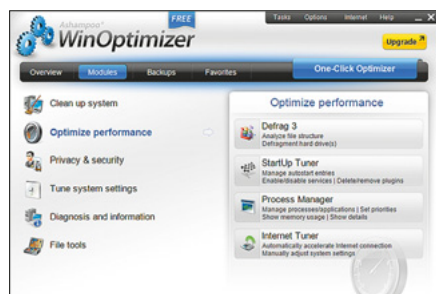 Ashampoo®
FREE
WinOptimizer
Tasks Options Internet Help
Upgrade
Overview Modules Backups Favorites One-Click Optimizer
Clean up system
Optimize performance
Privacy & security
Tune system settings
Diagnosis and information
File tools
Optimize performance
Defrag 3
Analyze file structure
Defragment hard drive(s)
StartUp Tuner
Manage autostart entries
Enable/disable services | Delete/remove plugins
Process Manager
Manage processes/applications | Set priorities
Show memory usage | Show details
Internet Tuner
Automatically accelerate Internet connection
Manually adjust system settings